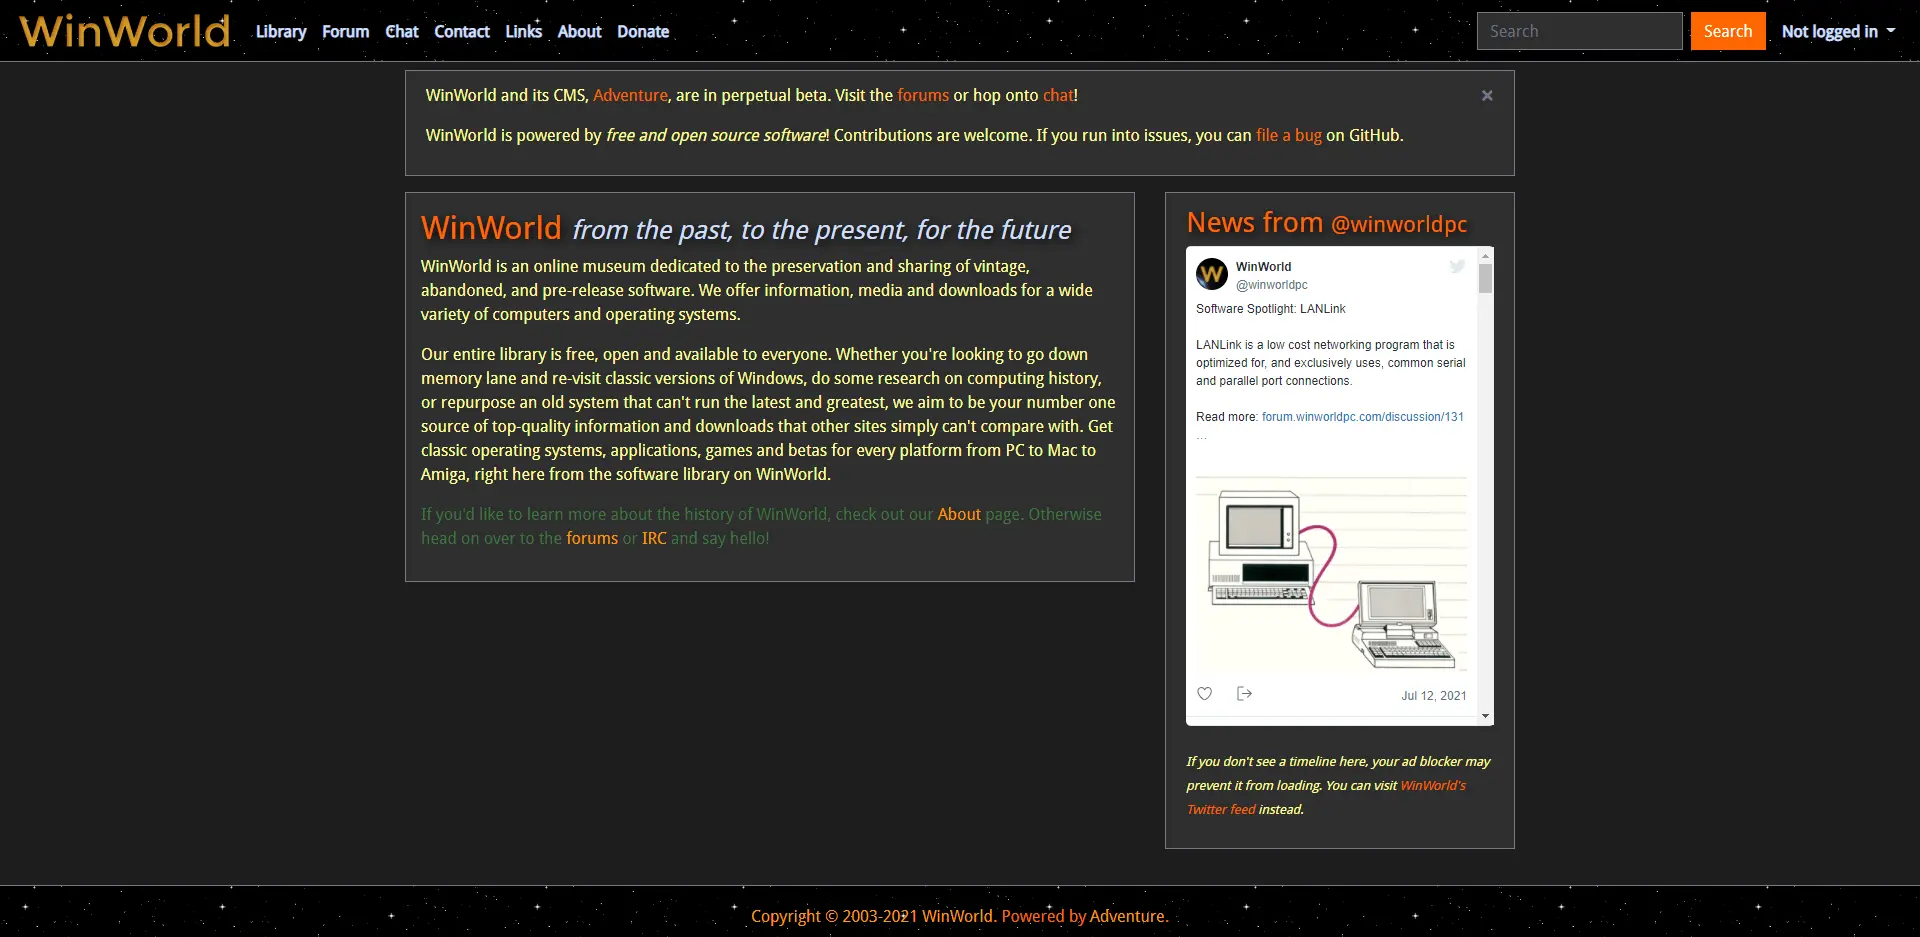 WinWorld Library Forum Chat Contact Links About Donate Search Search Not logged in
WinWorld and its CMS, Adventure, are in perpetual beta. Visit the forums or hop onto chat!
WinWorld is powered by free and open source software! Contributions are welcome. If you run into issues, you can file a bug on GitHub.
WinWorld from the past, to the present, for the future
WinWorld is an online museum dedicated to the preservation and sharing of vintage,
abandoned, and pre-release software. We offer information, media and downloads for a wide
variety of computers and operating systems.
Our entire library is free, open and available to everyone. Whether you're looking to go down
memory lane and re-visit classic versions of Windows, do some research on computing history,
or repurpose an old system that can't run the latest and greatest, we aim to be your number one
source of top-quality information and downloads that other sites simply can't compare with. Get
classic operating systems, applications, games and betas for every platform from PC to Mac to
Amiga, right here from the software library on WinWorld.
If you'd like to learn more about the history of WinWorld, check out our About page. Otherwise
head on over to the forums or IRC and say hello!
News from @winworldpc
W
WinWorld
@winworldpc
Software Spotlight: LANLink
LANLink is a low cost networking program that is
optimized for, and exclusively uses, common serial
and parallel port connections.
Read more: forum.winworldpc.com/discussion/131
…
Jul 12, 2021
If you don't see a timeline here, your ad blocker may
prevent it from loading. You can visit WinWorld's
Twitter feed instead.
Copyright © 2003-2021 WinWorld. Powered by Adventure.